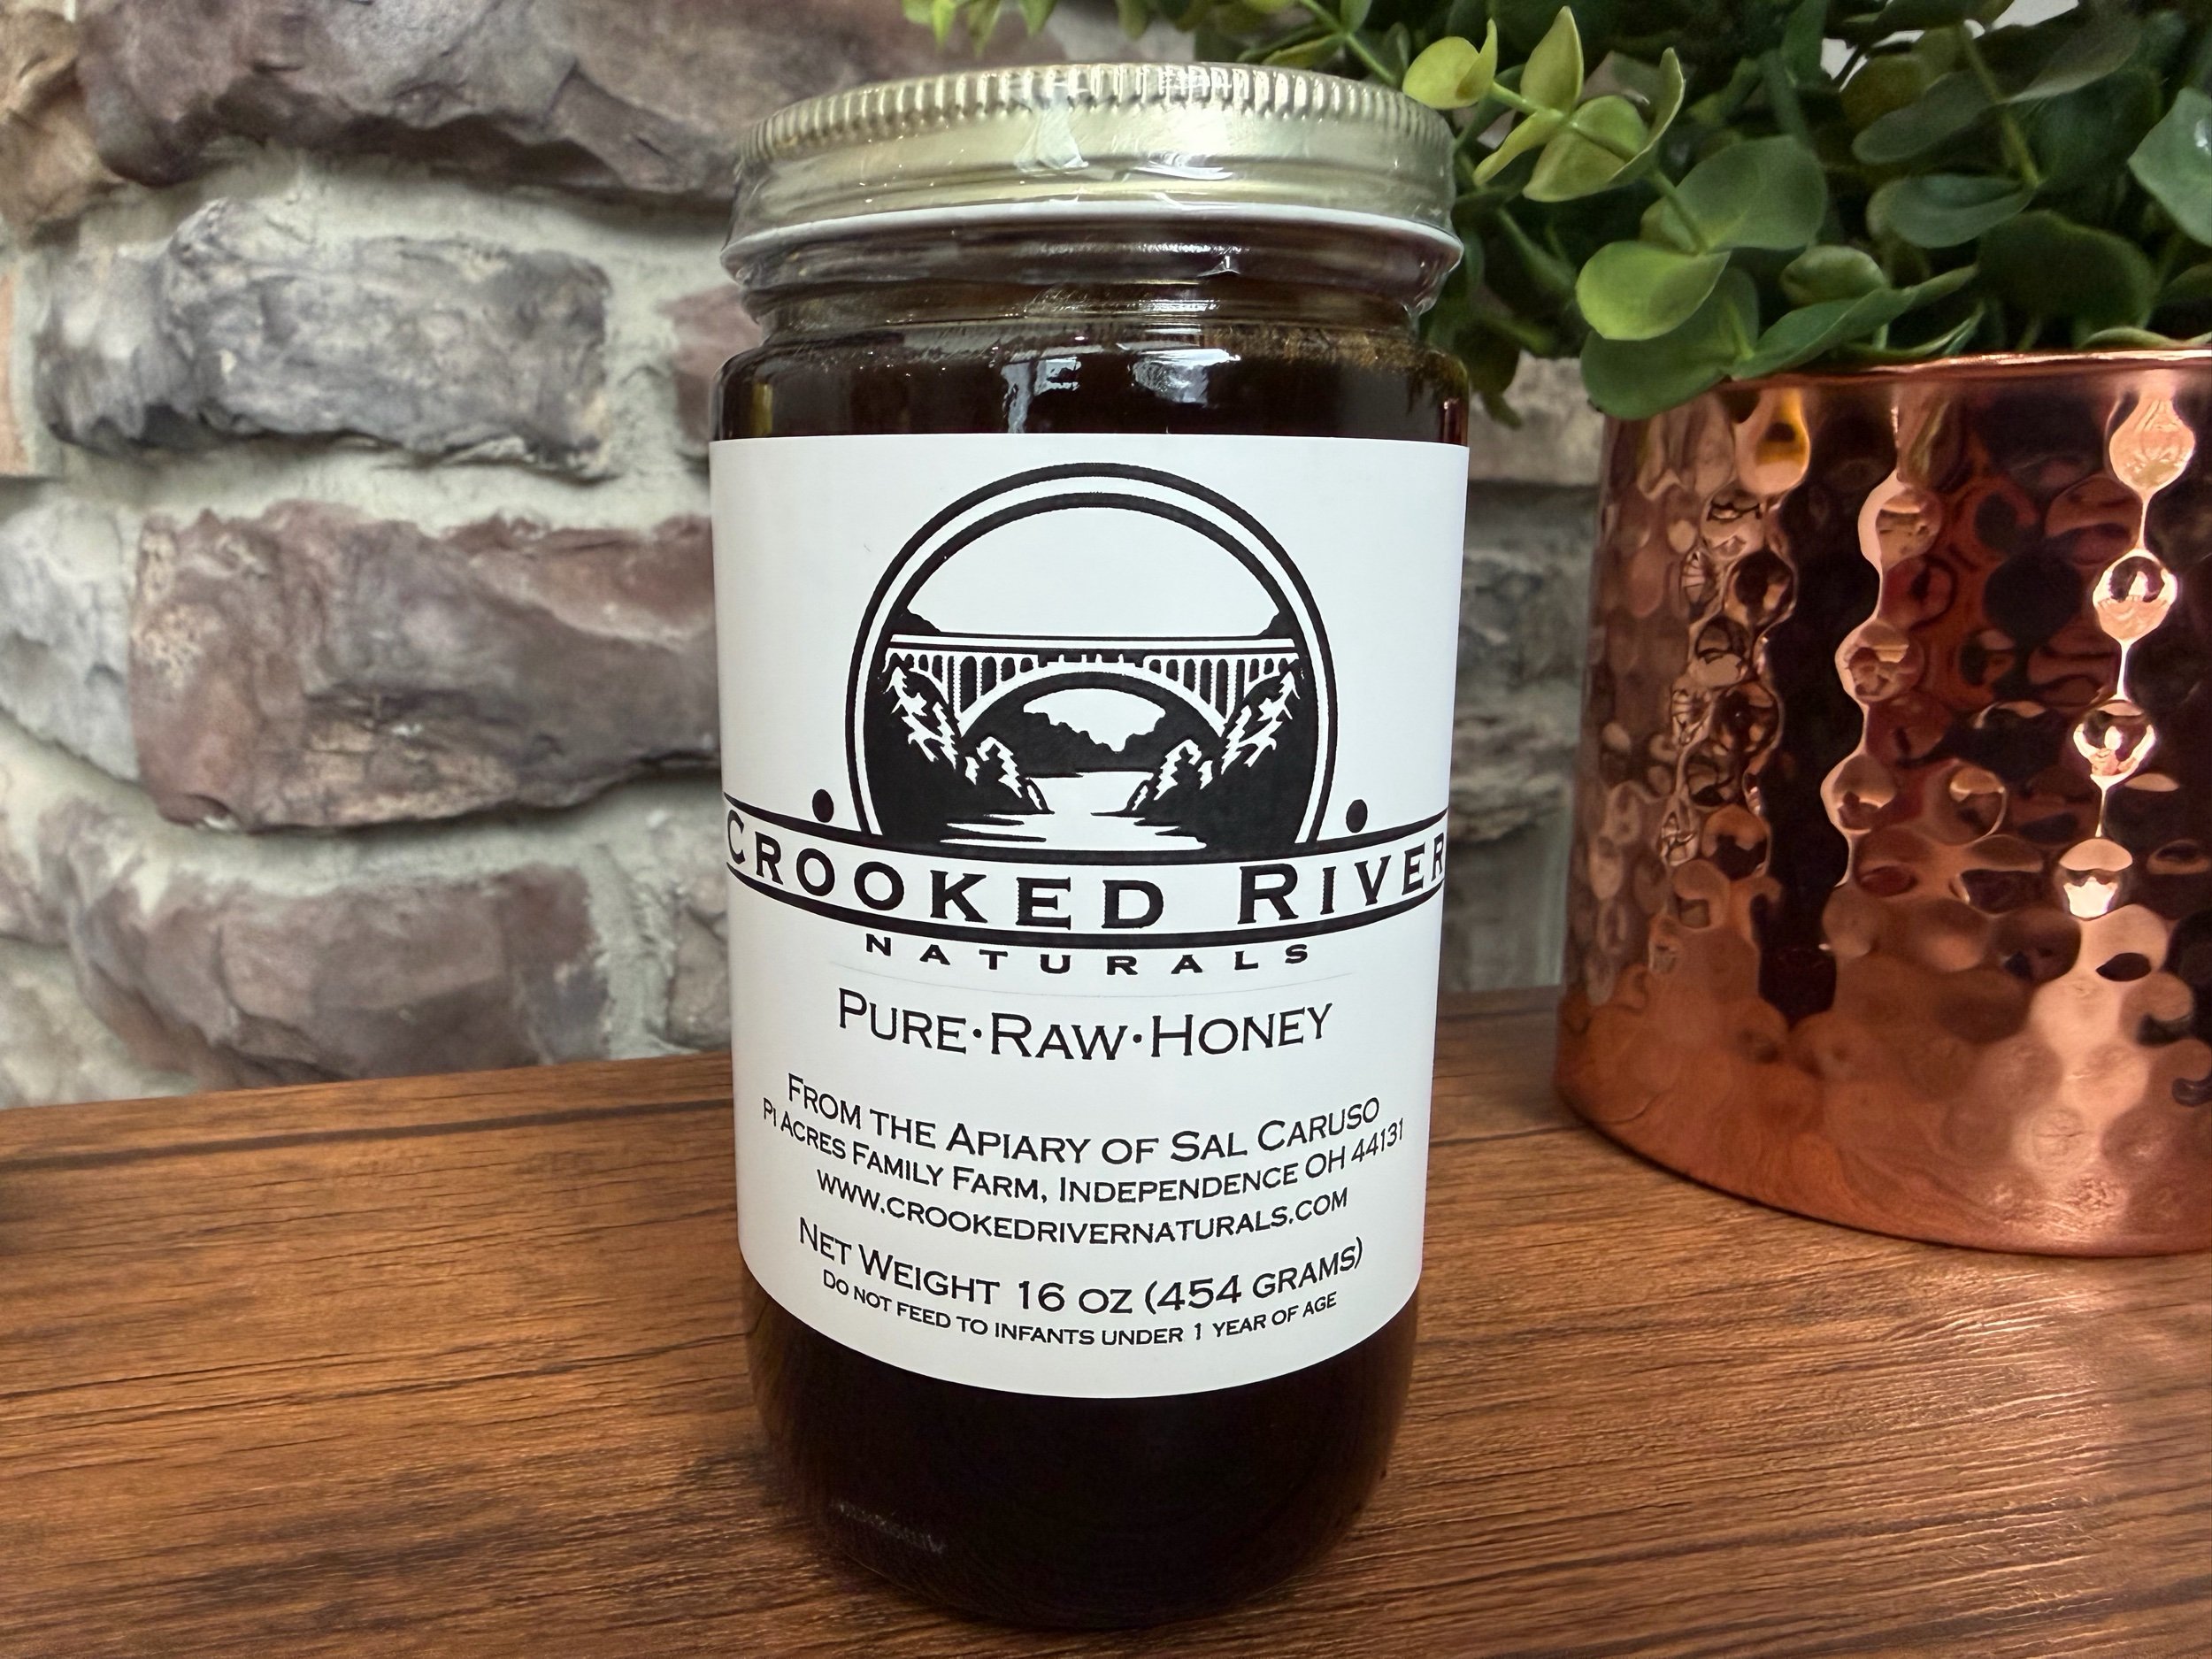 CROOKED RIVER
NATURALS
PURE·RAW·HONEY
FROM THE APIARY OF SAL CARUSO
PI ACRES FAMILY FARM, INDEPENDENCE OH 44131
WWW.CROOKEDRIVERNATURALS.COM
NET WEIGHT 16 OZ (454 GRAMS)
DO NOT FEED TO INFANTS UNDER 1 YEAR OF AGE